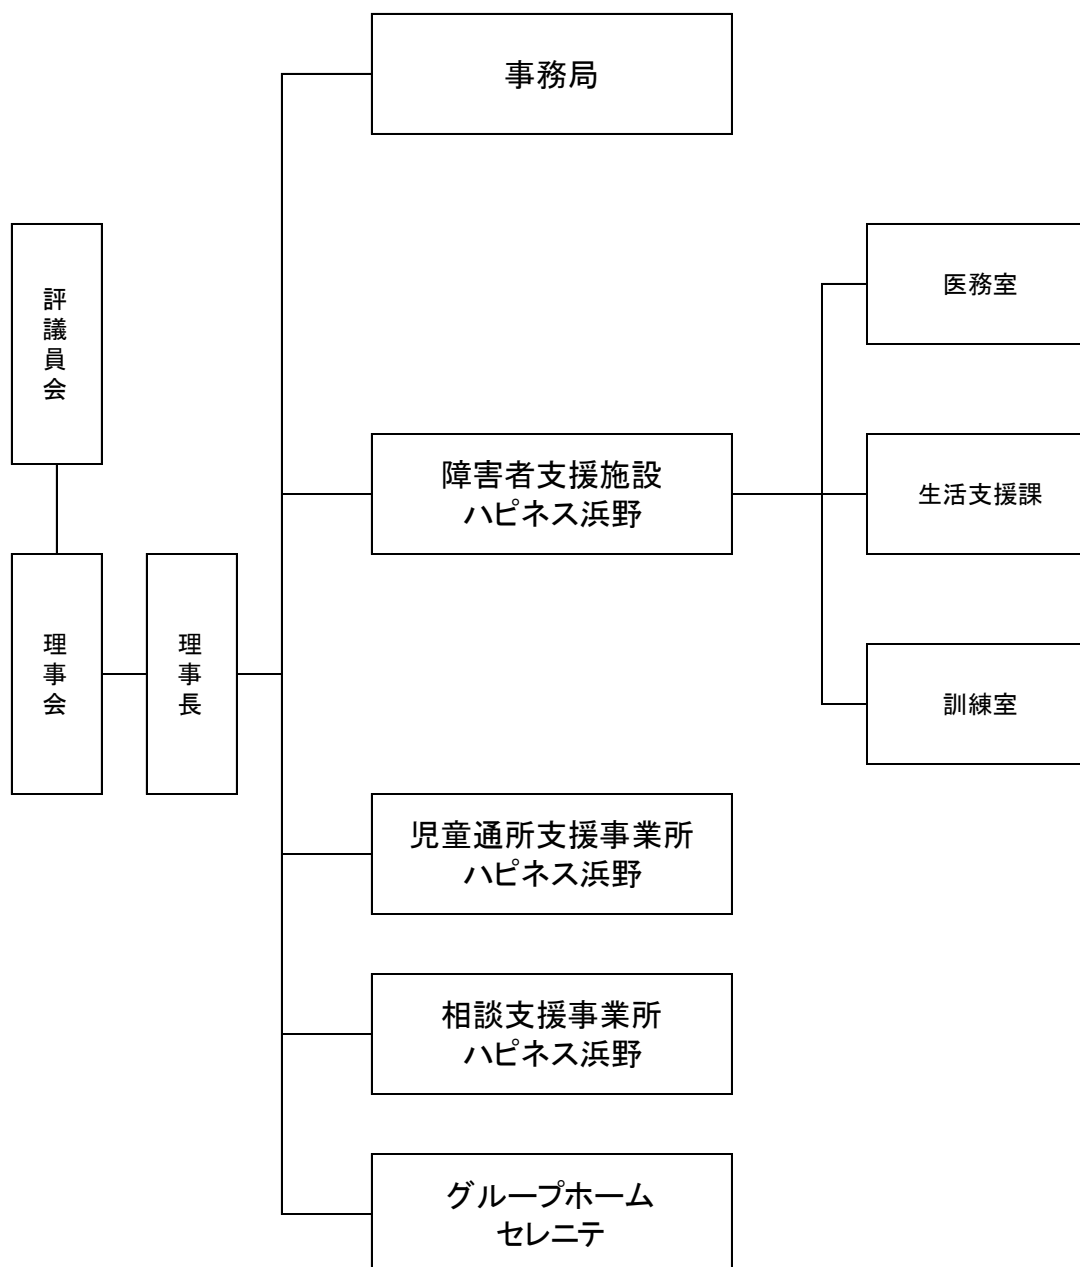 事務局
評議員会
理事会
理事長
障害者支援施設
ハピネス浜野
医務室
生活支援課
訓練室
児童通所支援事業所
ハピネス浜野
相談支援事業所
ハピネス浜野
グループホーム
セレニテ